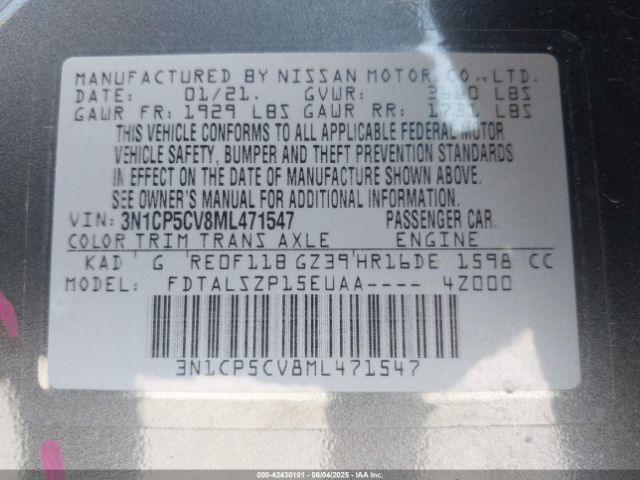 MANUFACTURED BY NISSAN MOTOR CO.,LTD.
DATE: 01/21. GVWR: LBS
GAWR FR: 1929 LBS GAWR RR: LBS
THIS VEHICLE CONFORMS TO ALL APPLICABLE FEDERAL MOTOR
VEHICLE SAFETY, BUMPER AND THEFT PREVENTION STANDARDS
IN EFFECT ON THE DATE OF MANUFACTURE SHOWN ABOVE.
SEE OWNER'S MANUAL FOR ADDITIONAL INFORMATION.
VIN: 3N1CP5CV8ML471547 PASSENGER CAR.
COLOR TRIM TRANS AXLE ENGINE
KAD G RE0F11B GZ39 HR16DE 1598 CC
MODEL: FDTALSZP15EUAA---- 4Z000
3N1CP5CV8ML471547
000-42430101 - 06/04/2025 - IAAI.COM